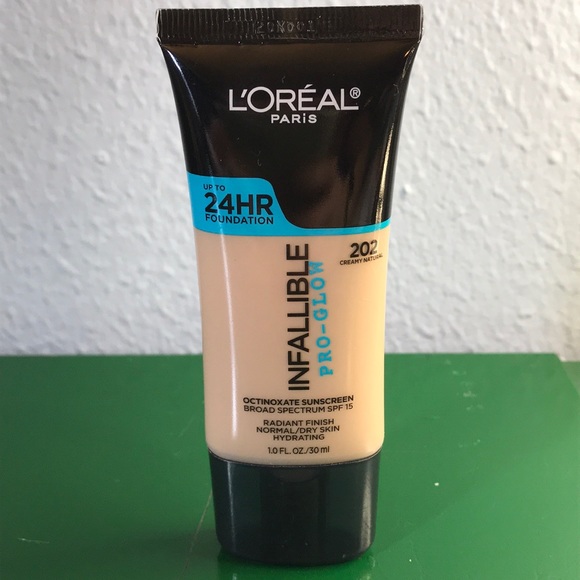 L'ORÉAL®
PARiS
UP TO
24HR
FOUNDATION
202
CREAMY NATURAL
INFALLIBLE
PRO-GLOW
OCTINOXATE SUNSCREEN
BROAD SPECTRUM SPF 15
RADIANT FINISH
NORMAL/DRY SKIN
HYDRATING
1.0 FL. OZ./30 ml